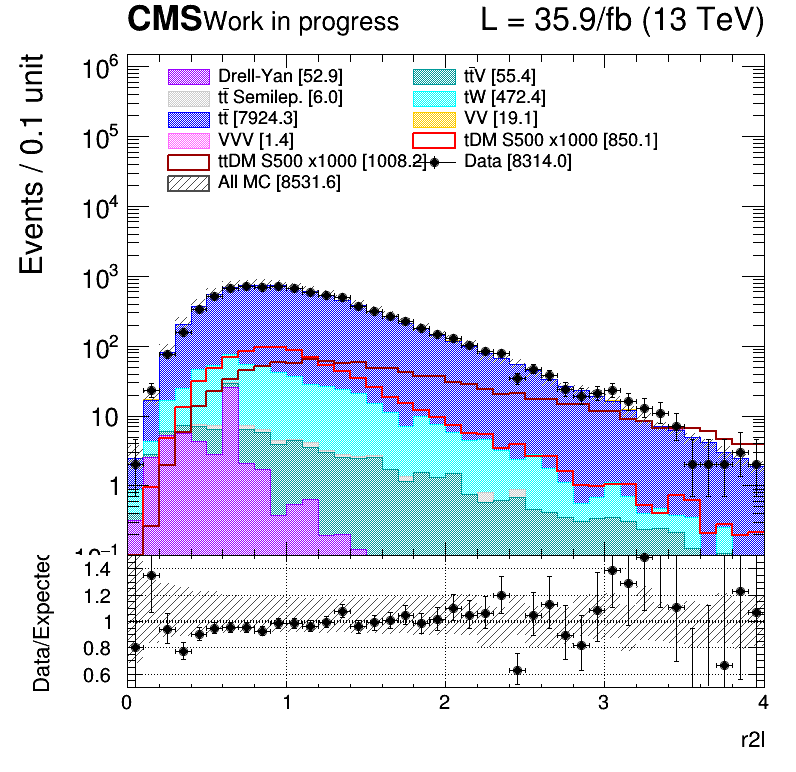 CMS Work in progress L = 35.9/fb (13 TeV)
Events / 0.1 unit
Drell-Yan [52.9]
tt̄V [55.4]
tt̄ Semilep. [6.0]
tW [472.4]
tt̄ [7924.3]
VV [19.1]
VVV [1.4]
tDM S500 x1000 [850.1]
ttDM S500 x1000 [1008.2]
Data [8314.0]
All MC [8531.6]
10⁶
10⁵
10⁴
10³
10²
10
1
10⁻¹
Data/Expected
1.4
1.2
1
0.8
0.6
0 1 2 3 4
r2l